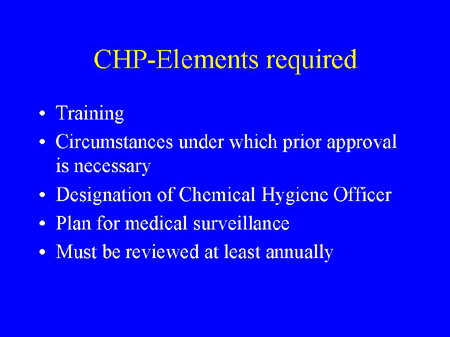 CHP-Elements required
• Training
• Circumstances under which prior approval
is necessary
• Designation of Chemical Hygiene Officer
• Plan for medical surveillance
• Must be reviewed at least annually